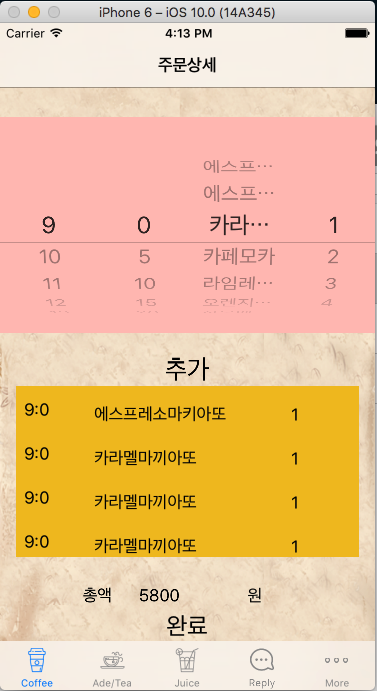 iPhone 6 – iOS 10.0 (14A345)
Carrier 4:13 PM
주문상세
에스프…
에스프…
9 0 카라… 1
10 5 카페모카 2
11 10 라임레… 3
12 15 오렌지… 4
추가
9:0 에스프레소마키아또 1
9:0 카라멜마끼아또 1
9:0 카라멜마끼아또 1
9:0 카라멜마끼아또 1
총액 5800 원
완료
Coffee Ade/Tea Juice Reply More